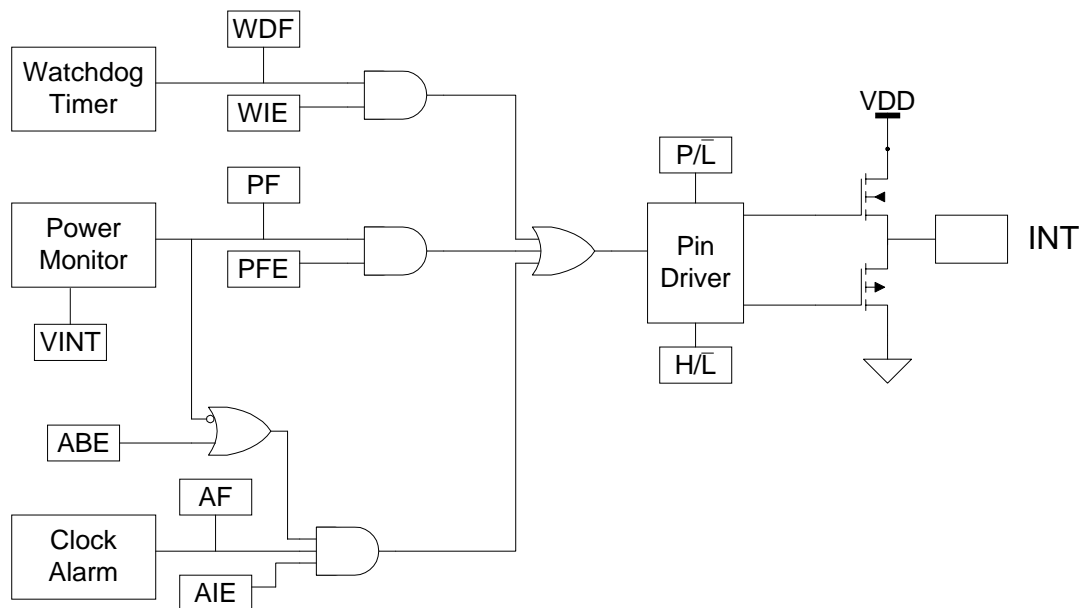 WDF
Watchdog
Timer
WIE
VDD
P/L̅
PF
Power
Monitor
PFE
Pin
Driver
INT
VINT
H/L̅
ABE
AF
Clock
Alarm
AIE